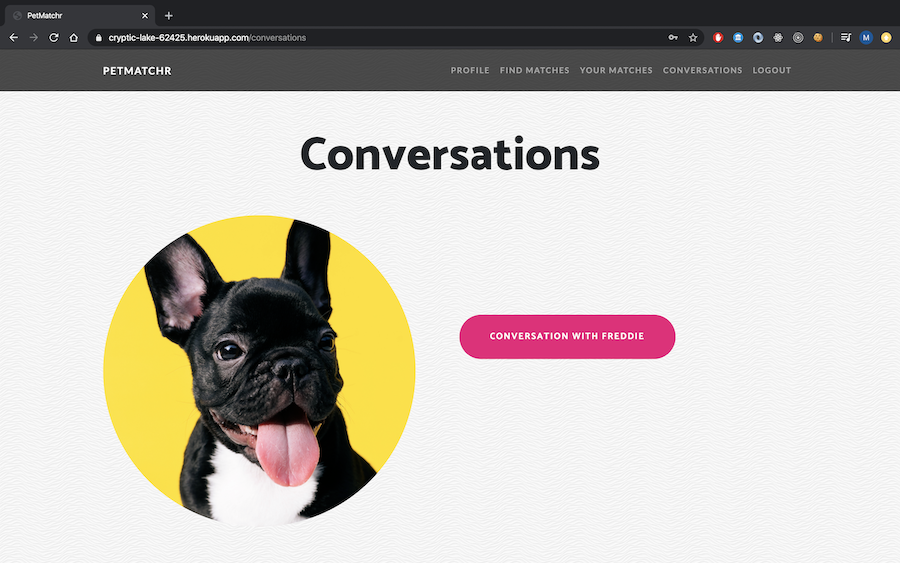 PetMatchr
cryptic-lake-62425.herokuapp.com/conversations
M
PETMATCHR
PROFILE FIND MATCHES YOUR MATCHES CONVERSATIONS LOGOUT
Conversations
CONVERSATION WITH FREDDIE